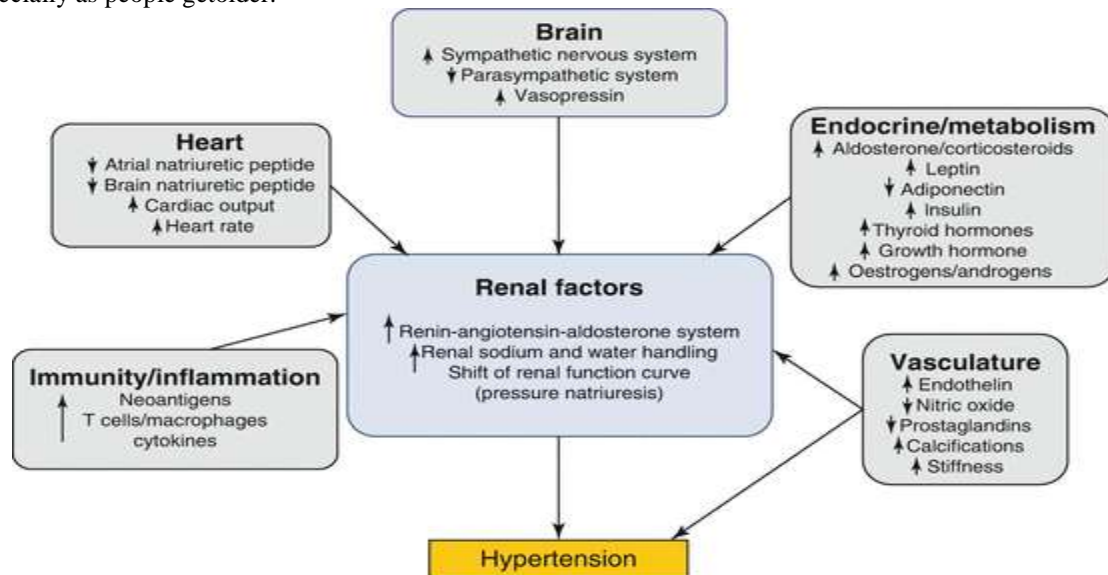 ecially as people getolder.
Brain
↑ Sympathetic nervous system
↓ Parasympathetic system
↑ Vasopressin
Heart
↓ Atrial natriuretic peptide
↓ Brain natriuretic peptide
↑ Cardiac output
↑ Heart rate
Endocrine/metabolism
↑ Aldosterone/corticosteroids
↑ Leptin
↓ Adiponectin
↑ Insulin
↑ Thyroid hormones
↑ Growth hormone
↑ Oestrogens/androgens
Renal factors
↑ Renin-angiotensin-aldosterone system
↑ Renal sodium and water handling
Shift of renal function curve
(pressure natriuresis)
Immunity/inflammation
↑ Neoantigens
T cells/macrophages
cytokines
Vasculature
↑ Endothelin
↓ Nitric oxide
↓ Prostaglandins
↑ Calcifications
↑ Stiffness
Hypertension